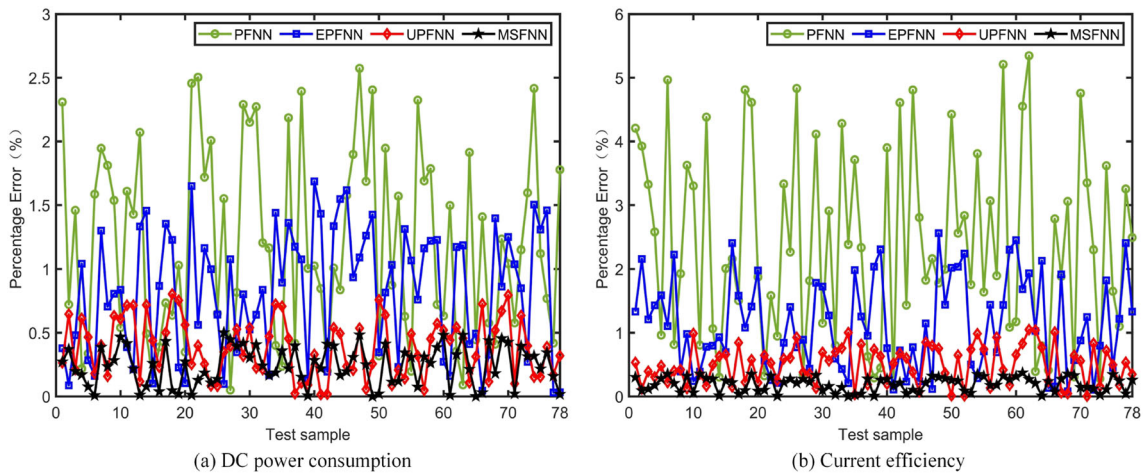 PFNN EPFNN UPFNN MSFNN
Percentage Error（%）
3
2.5
2
1.5
1
0.5
0
0 10 20 30 40 50 60 70 78
Test sample
(a) DC power consumption
PFNN EPFNN UPFNN MSFNN
Percentage Error（%）
6
5
4
3
2
1
0
0 10 20 30 40 50 60 70 78
Test sample
(b) Current efficiency